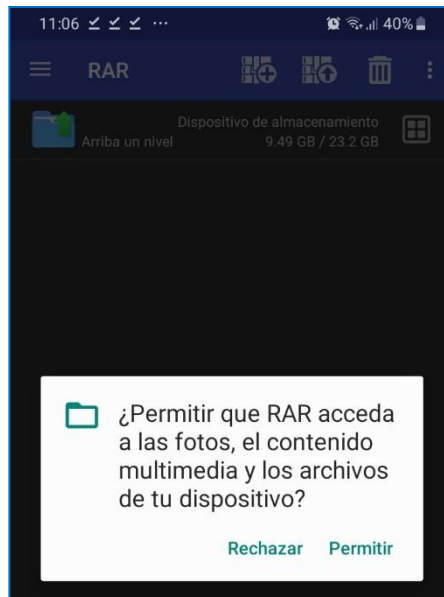 11:06
40%
RAR
Dispositivo de almacenamiento
Arriba un nivel
9.49 GB / 23.2 GB
¿Permitir que RAR acceda
a las fotos, el contenido
multimedia y los archivos
de tu dispositivo?
Rechazar Permitir